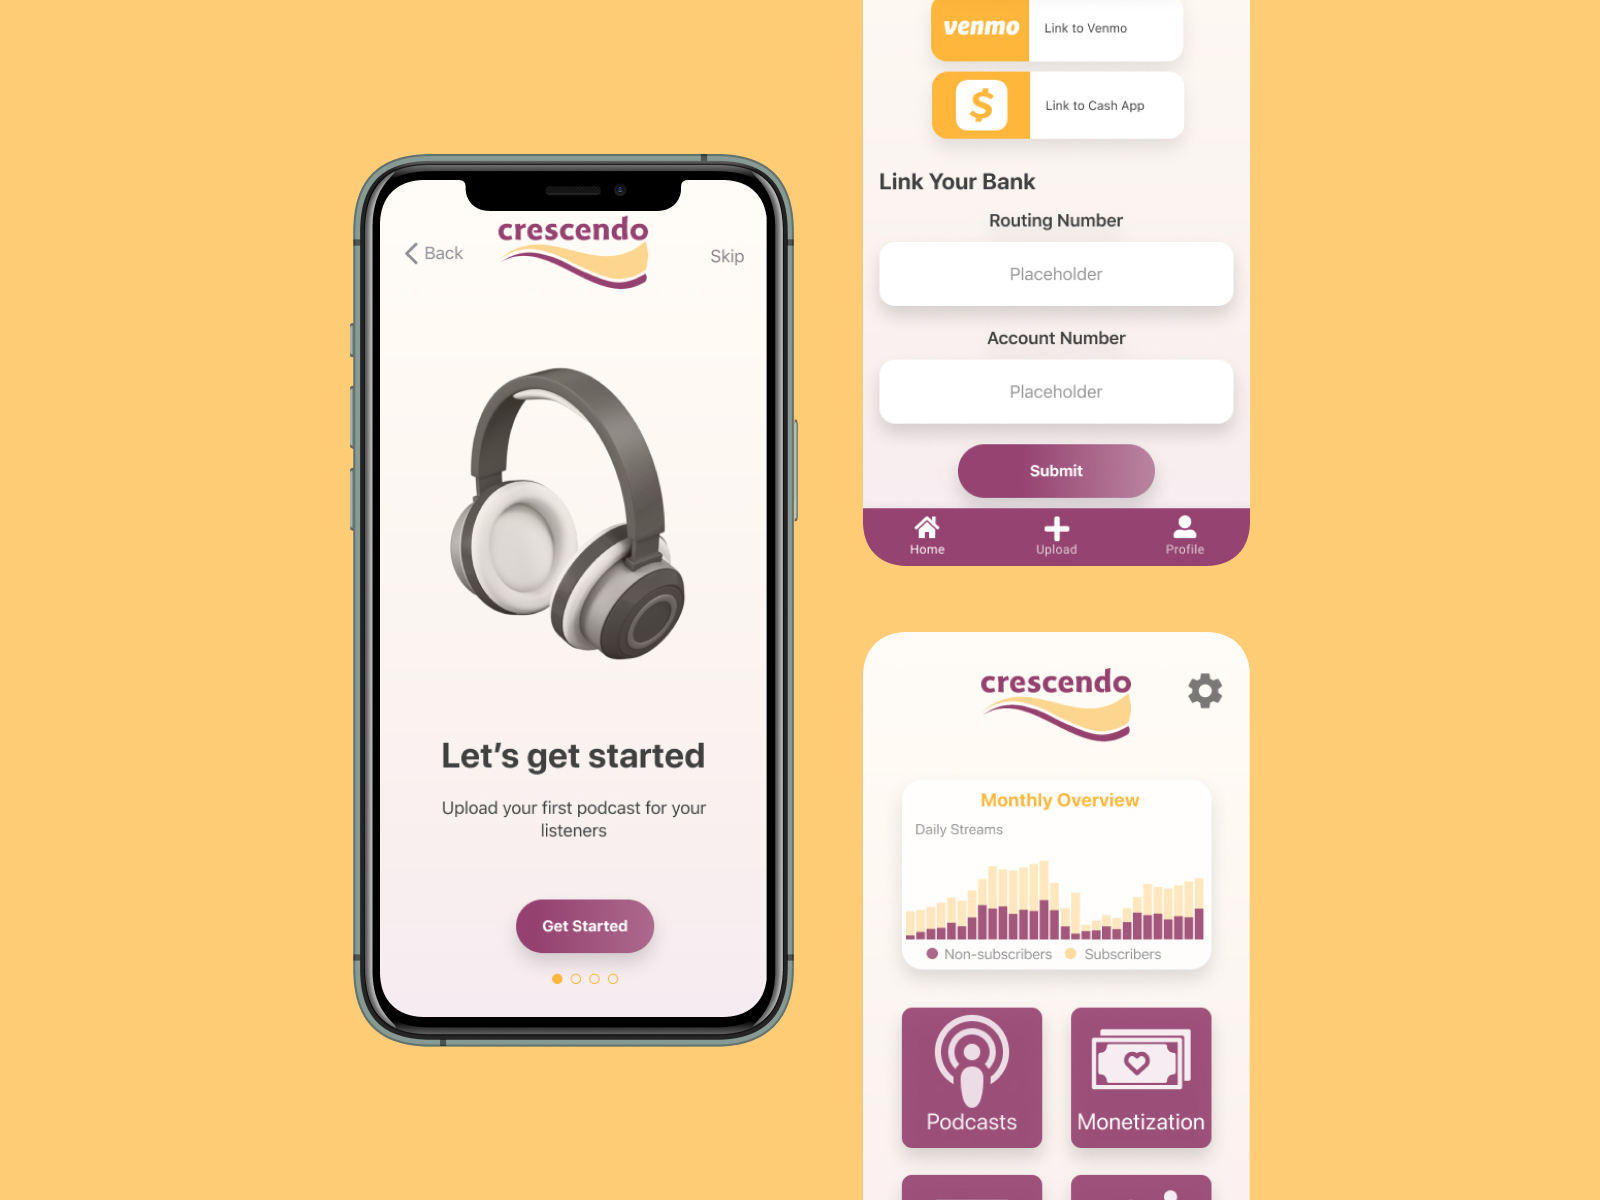 crescendo
Back
Skip
Let's get started
Upload your first podcast for your
listeners
Get Started
venmo
Link to Venmo
$
Link to Cash App
Link Your Bank
Routing Number
Placeholder
Account Number
Placeholder
Submit
Home
Upload
Profile
crescendo
Monthly Overview
Daily Streams
Non-subscribers
Subscribers
Podcasts
Monetization